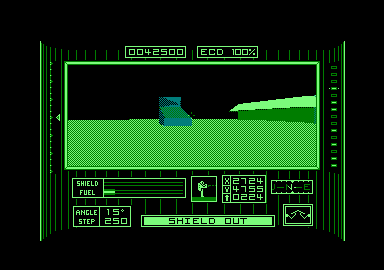 0042500 ECD 100%
SHIELD
FUEL
X 2724
Y 4755
T 0224
N E
ANGLE 15°
STEP 250
SHIELD OUT